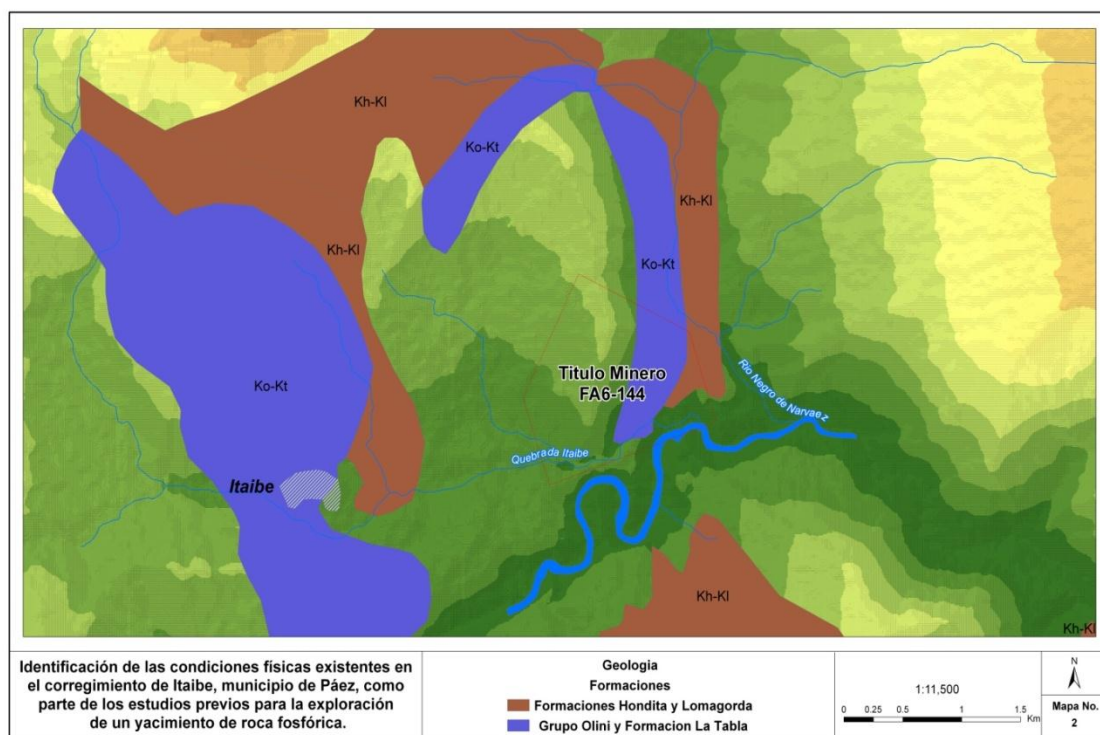 Kh-Kl
Ko-Kt
Kh-Kl
Kh-Kl
Ko-Kt
Titulo Minero
FA6-144
Rio Negro de Narvaez
Ko-Kt
Quebrada Itaibe
Itaibe
Kh-Kl
Kh-Kl
Identificación de las condiciones físicas existentes en
el corregimiento de Itaibe, municipio de Páez, como
parte de los estudios previos para la exploración
de un yacimiento de roca fosfórica.
Geologia
Formaciones
Formaciones Hondita y Lomagorda
Grupo Olini y Formacion La Tabla
1:11,500
0 0.25 0.5 1 1.5
Km
N
Mapa No.
2